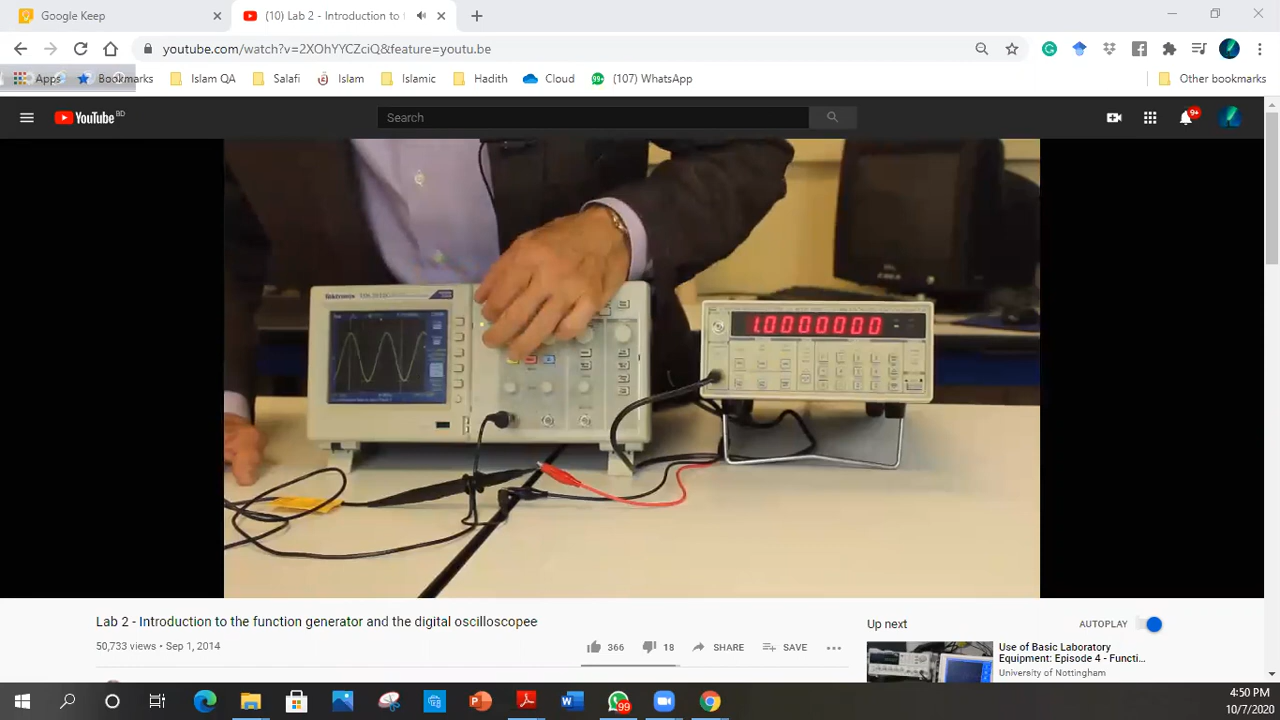 Google Keep
(10) Lab 2 - Introduction to
youtube.com/watch?v=2XOhYYCZciQ&feature=youtu.be
Apps
Bookmarks
Islam QA
Salafi
Islam
Islamic
Hadith
Cloud
99+
(107) WhatsApp
Other bookmarks
YouTube BD
Search
9+
Tektronix
1.0000000
DELL
Lab 2 - Introduction to the function generator and the digital oscilloscopee
50,733 views • Sep 1, 2014
366
18
SHARE
SAVE
Up next
AUTOPLAY
Use of Basic Laboratory
Equipment: Episode 4 - Functi...
University of Nottingham
99
4:50 PM
10/7/2020